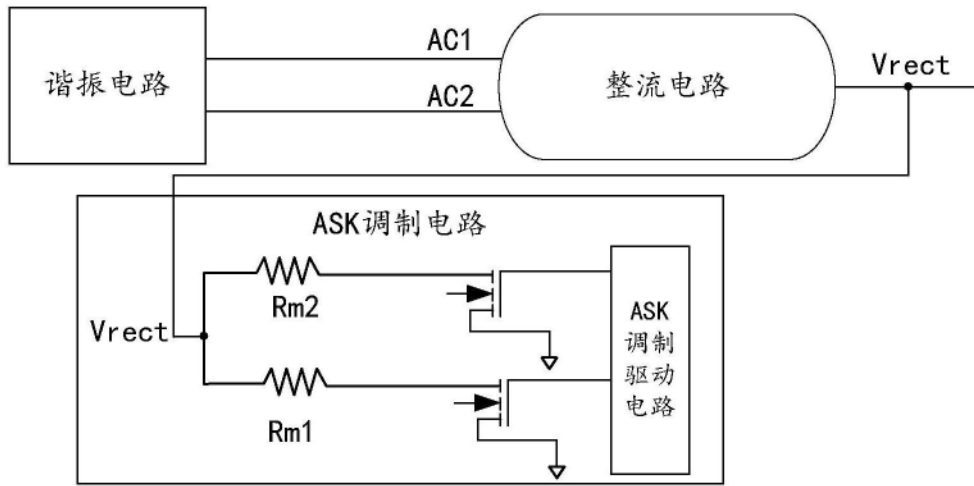 谐振电路
AC1
AC2
整流电路
Vrect
ASK调制电路
Rm2
Vrect
Rm1
ASK
调制
驱动
电路